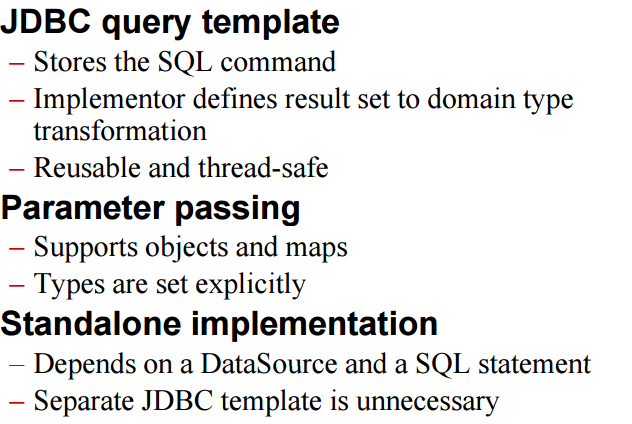 JDBC query template
– Stores the SQL command
– Implementor defines result set to domain type
transformation
– Reusable and thread-safe
Parameter passing
– Supports objects and maps
– Types are set explicitly
Standalone implementation
– Depends on a DataSource and a SQL statement
– Separate JDBC template is unnecessary